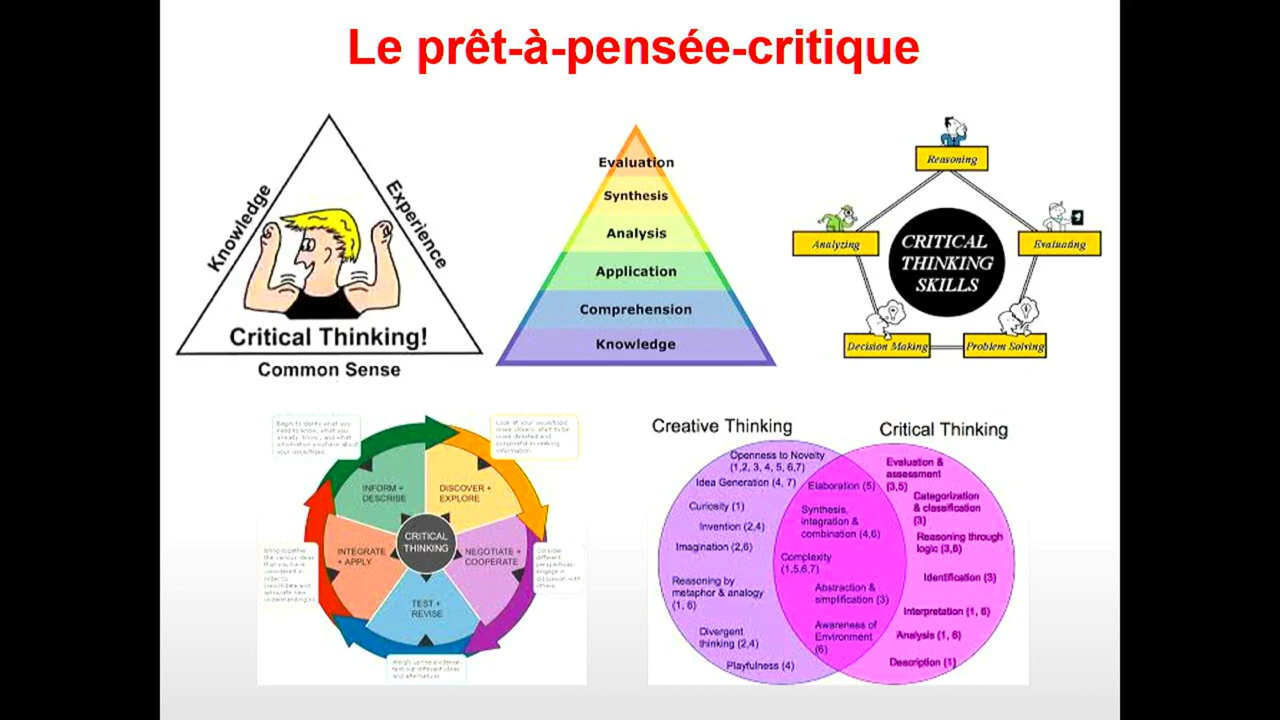 Le prêt-à-pensée-critique
Knowledge
Experience
Critical Thinking!
Common Sense
Evaluation
Synthesis
Analysis
Application
Comprehension
Knowledge
Reasoning
Analyzing
Evaluating
CRITICAL
THINKING
SKILLS
Decision Making
Problem Solving
INFORM +
DESCRIBE
DISCOVER +
EXPLORE
CRITICAL
THINKING
INTEGRATE
+ APPLY
NEGOTIATE +
COOPERATE
TEST +
REVISE
Creative Thinking
Openness to Novelty
(1,2, 3, 4, 5, 6,7)
Idea Generation (4, 7)
Curiosity (1)
Invention (2,4)
Imagination (2,6)
Reasoning by
metaphor & analogy
(1, 6)
Divergent
thinking (2,4)
Playfulness (4)
Elaboration (5)
Synthesis,
integration &
combination (4,6)
Complexity
(1,5,6,7)
Abstraction &
simplification (3)
Awareness of
Environment
(6)
Critical Thinking
Evaluation &
assessment
(3,5)
Categorization
& classification
(3)
Reasoning through
logic (3,6)
Identification (3)
Interpretation (1, 6)
Analysis (1, 6)
Description (1)